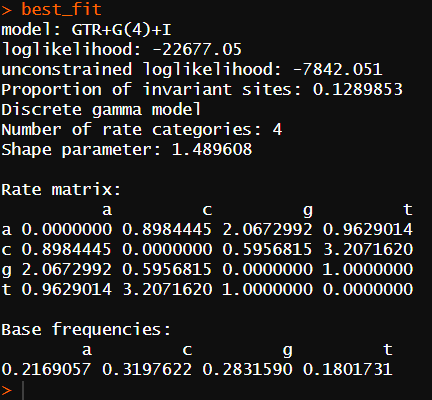 > best_fit
model: GTR+G(4)+I
loglikelihood: -22677.05
unconstrained loglikelihood: -7842.051
Proportion of invariant sites: 0.1289853
Discrete gamma model
Number of rate categories: 4
Shape parameter: 1.489608
Rate matrix:
a c g t
a 0.0000000 0.8984445 2.0672992 0.9629014
c 0.8984445 0.0000000 0.5956815 3.2071620
g 2.0672992 0.5956815 0.0000000 1.0000000
t 0.9629014 3.2071620 1.0000000 0.0000000
Base frequencies:
a c g t
0.2169057 0.3197622 0.2831590 0.1801731
>